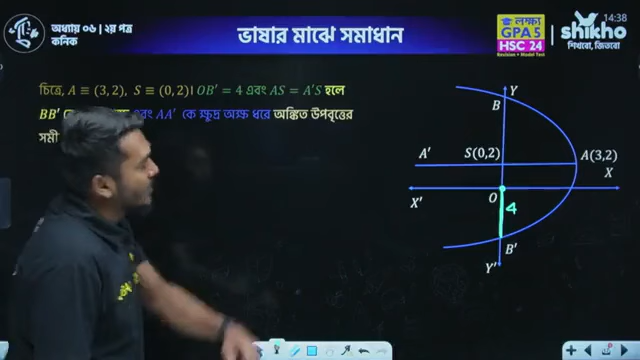 অধ্যায় ০৬ | ২য় পত্র
কনিক
ভাষার মাঝে সমাধান
লক্ষ্য
GPA 5
HSC 24
Revision + Model Test
14:38
shikho
শিখবো, জিতবো
চিত্রে, A ≡ (3, 2), S ≡ (0, 2)। OB′ = 4 এবং AS = A′S হলে
BB′ এবং AA′ কে ক্ষুদ্র অক্ষ ধরে অঙ্কিত উপবৃত্তের
Y
B
A′
S(0,2)
A(3,2)
X
X′
O
4
B′
Y′